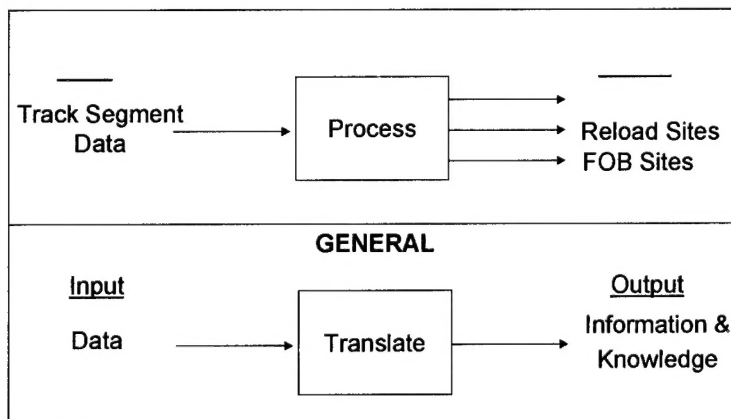 Track Segment
Data
Process
Reload Sites
FOB Sites
GENERAL
Input
Data
Translate
Output
Information &
Knowledge